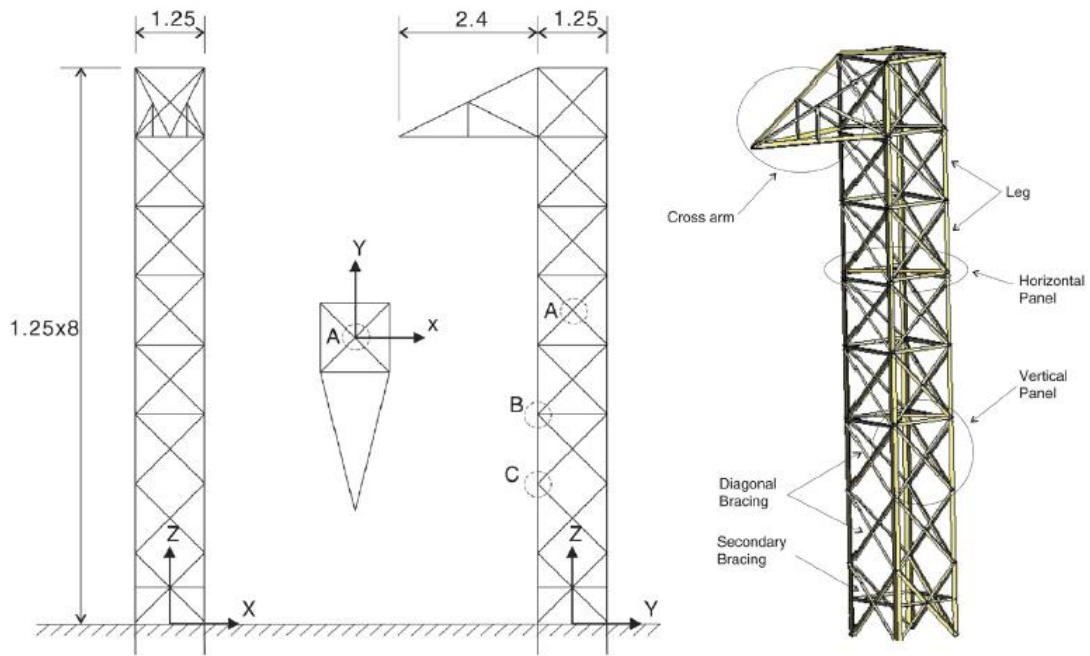 1.25
2.4
1.25
1.25x8
Z
X
Y
x
A
A
B
C
Z
Y
Cross arm
Leg
Horizontal
Panel
Vertical
Panel
Diagonal
Bracing
Secondary
Bracing